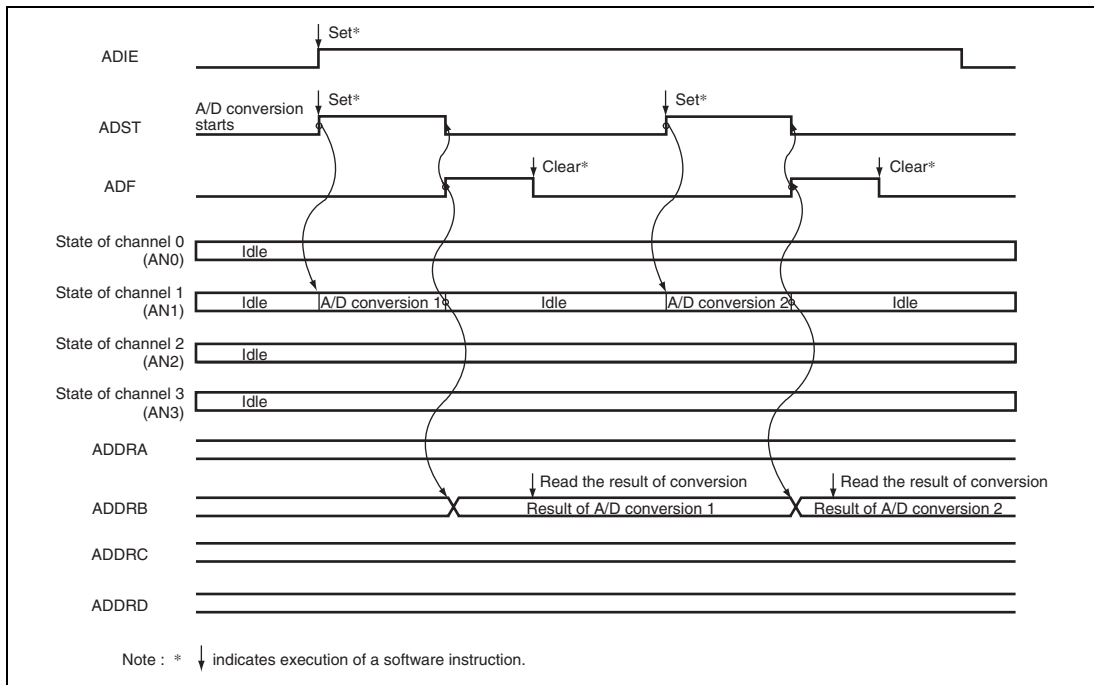 Set*
ADIE
A/D conversion starts
Set*
Set*
ADST
Clear*
Clear*
ADF
State of channel 0
(AN0)
Idle
State of channel 1
(AN1)
Idle
A/D conversion 1
Idle
A/D conversion 2
Idle
State of channel 2
(AN2)
Idle
State of channel 3
(AN3)
Idle
ADDRA
Read the result of conversion
Read the result of conversion
ADDRB
Result of A/D conversion 1
Result of A/D conversion 2
ADDRC
ADDRD
Note : * ↓ indicates execution of a software instruction.